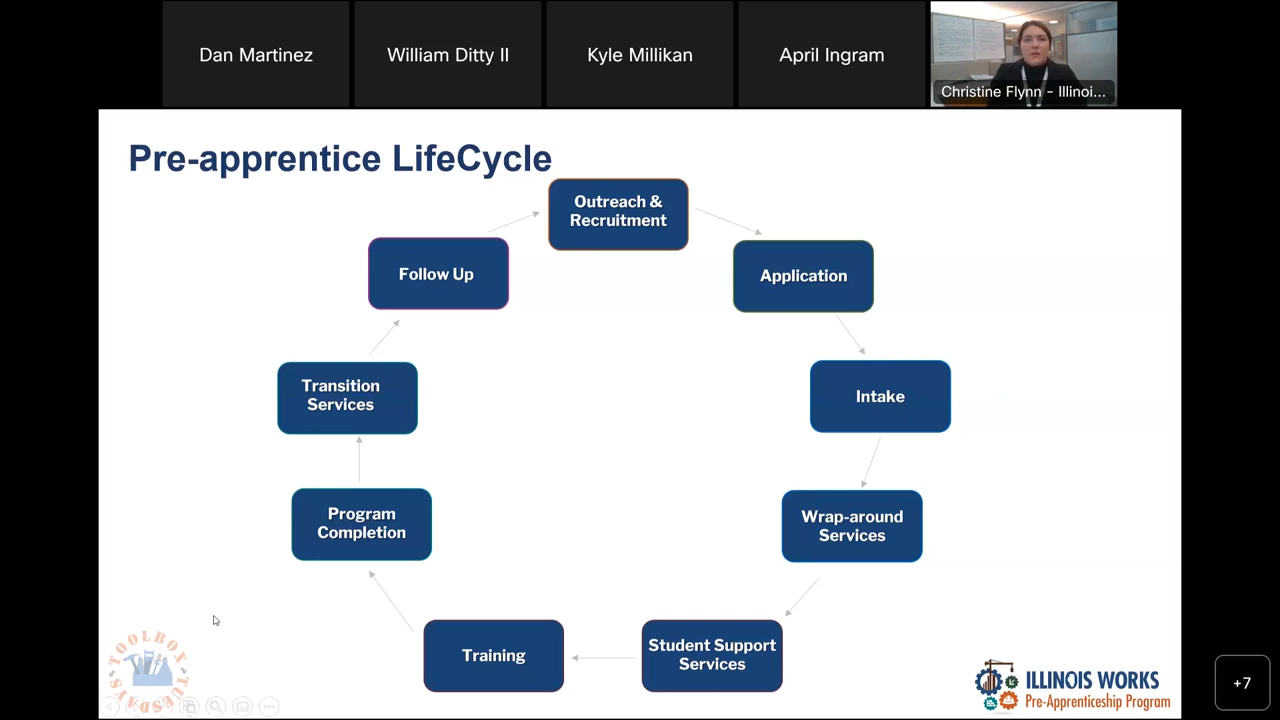 Dan Martinez
William Ditty II
Kyle Millikan
April Ingram
Christine Flynn - Illinoi...
Pre-apprentice LifeCycle
Outreach &
Recruitment
Application
Intake
Wrap-around
Services
Student Support
Services
Training
Program
Completion
Transition
Services
Follow Up
TOOLBOX
TUESDAYS
ILLINOIS WORKS
Pre-Apprenticeship Program
+7